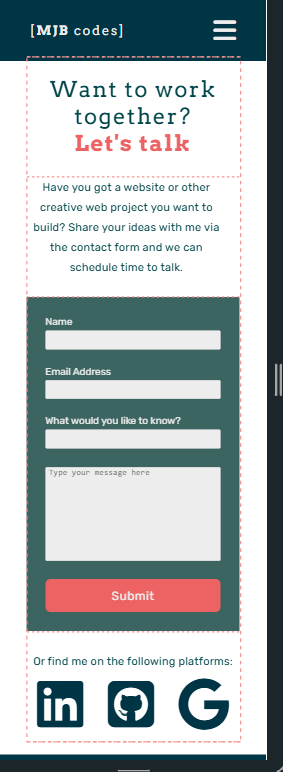 [MJB codes]
Want to work
together?
Let's talk
Have you got a website or other
creative web project you want to
build? Share your ideas with me via
the contact form and we can
schedule time to talk.
Name
Email Address
What would you like to know?
Type your message here
Submit
Or find me on the following platforms:
in
G